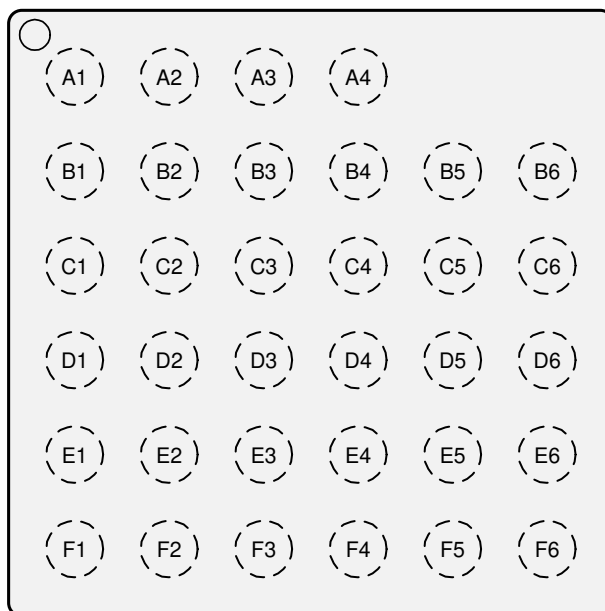 A1 A2 A3 A4
B1 B2 B3 B4 B5 B6
C1 C2 C3 C4 C5 C6
D1 D2 D3 D4 D5 D6
E1 E2 E3 E4 E5 E6
F1 F2 F3 F4 F5 F6